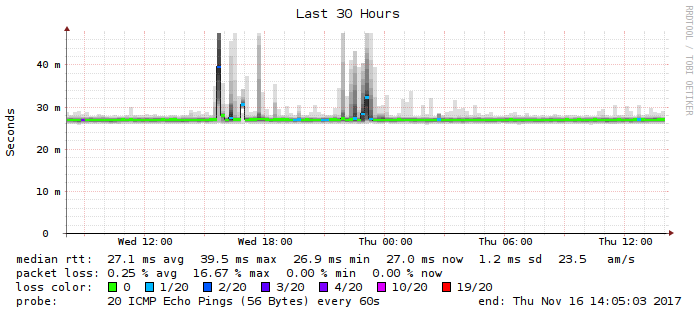 Last 30 Hours
RRDTOOL / TOBI OETIKER
Seconds
40 m
30 m
20 m
10 m
0
Wed 12:00 Wed 18:00 Thu 00:00 Thu 06:00 Thu 12:00
median rtt: 27.1 ms avg 39.5 ms max 26.9 ms min 27.0 ms now 1.2 ms sd 23.5 am/s
packet loss: 0.25 % avg 16.67 % max 0.00 % min 0.00 % now
loss color: 0 1/20 2/20 3/20 4/20 10/20 19/20
probe: 20 ICMP Echo Pings (56 Bytes) every 60s end: Thu Nov 16 14:05:03 2017